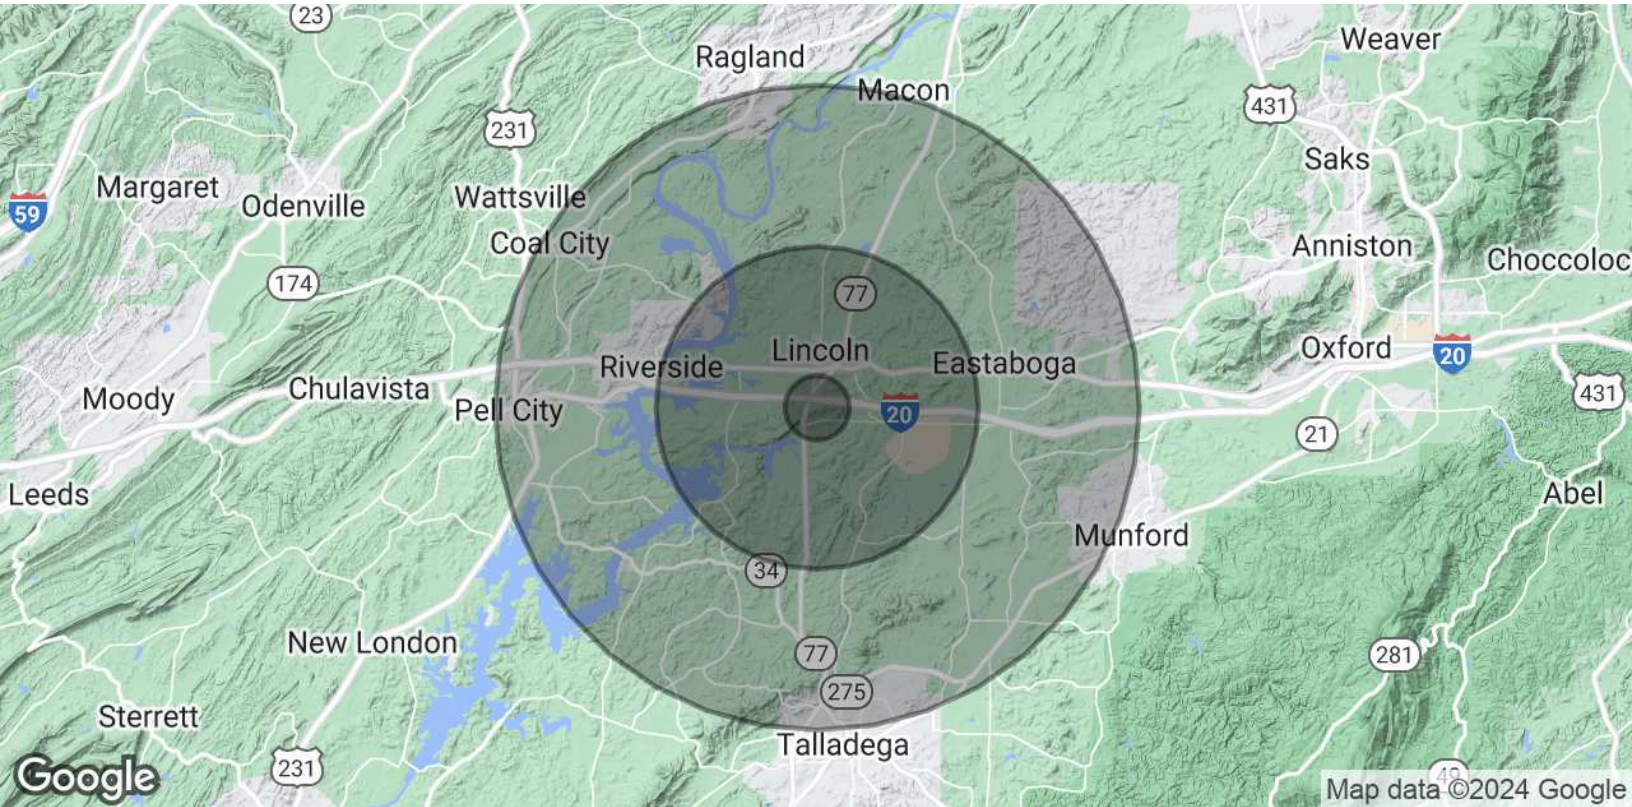 23
Ragland
Weaver
Macon
431
231
Saks
Margaret
Wattsville
Odenville
59
Coal City
Anniston
Choccoloc
174
77
Lincoln
Oxford
20
Riverside
Eastaboga
Chulavista
Moody
431
Pell City
20
21
Leeds
Abel
Munford
34
New London
77
281
275
Sterrett
Talladega
231
Google
49
Map data ©2024 Google